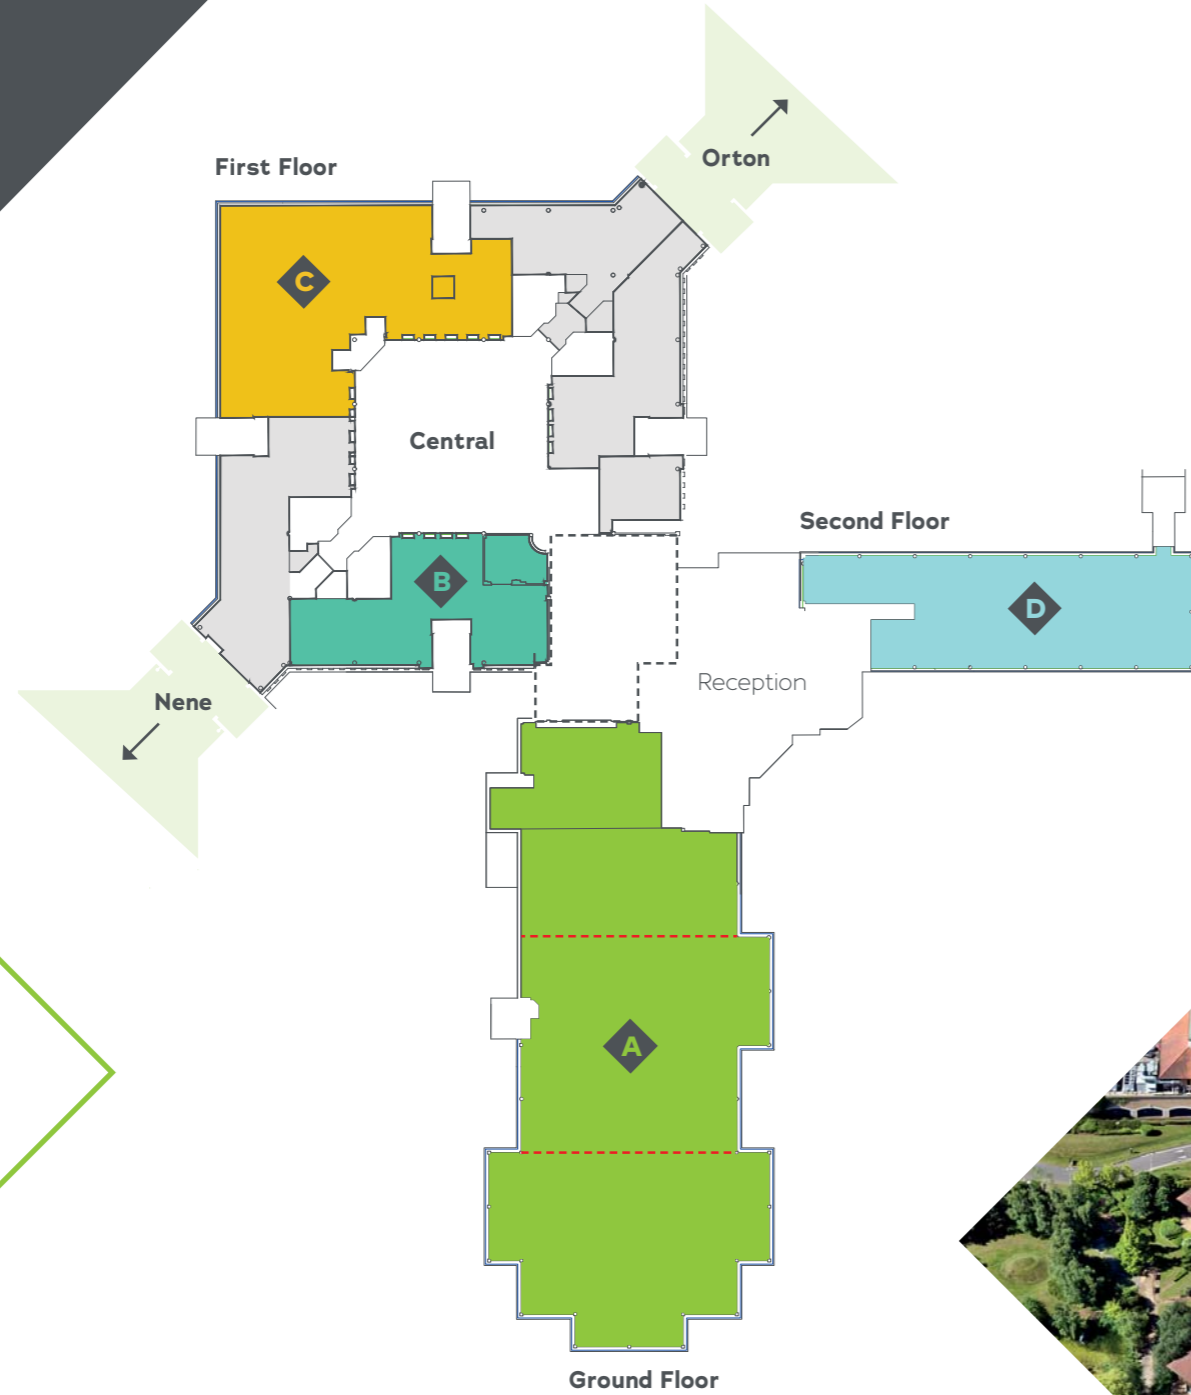 Orton
First Floor
C
Central
Second Floor
B
D
Reception
Nene
A
Ground Floor